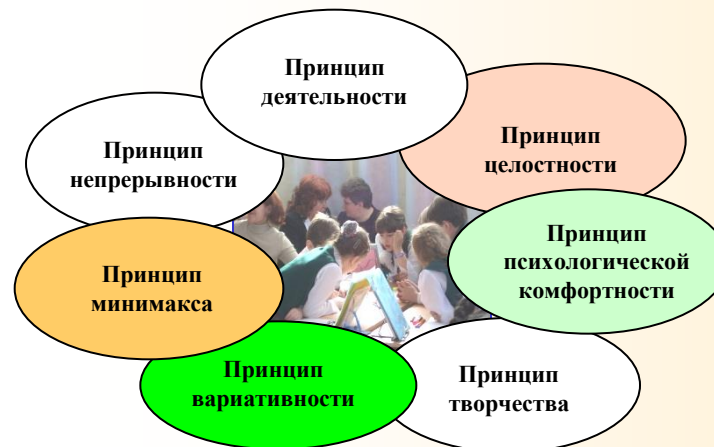 Принцип
деятельности
Принцип
целостности
Принцип
психологической
комфортности
Принцип
творчества
Принцип
вариативности
Принцип
минимакса
Принцип
непрерывности